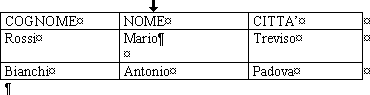 COGNOME¤ NOME¤ CITTA’¤ ¤
Rossi¤ Mario¶ Treviso¤ ¤
¤
Bianchi¤ Antonio¤ Padova¤ ¤
¶